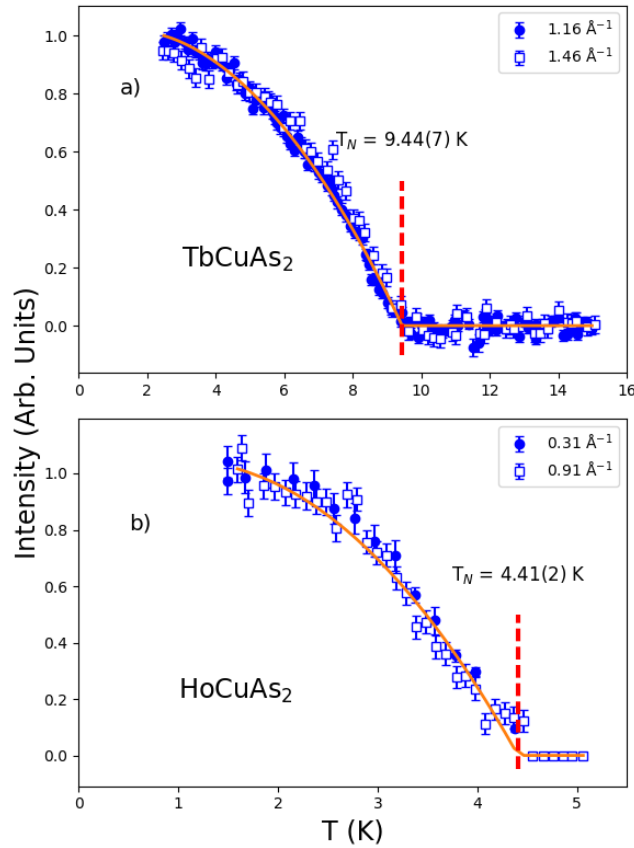 1.0
0.8
0.6
0.4
0.2
0.0
a)
1.16 Å⁻¹
1.46 Å⁻¹
T_N = 9.44(7) K
TbCuAs₂
0 2 4 6 8 10 12 14 16
Intensity (Arb. Units)
1.0
0.8
0.6
0.4
0.2
0.0
b)
0.31 Å⁻¹
0.91 Å⁻¹
T_N = 4.41(2) K
HoCuAs₂
0 1 2 3 4 5
T (K)